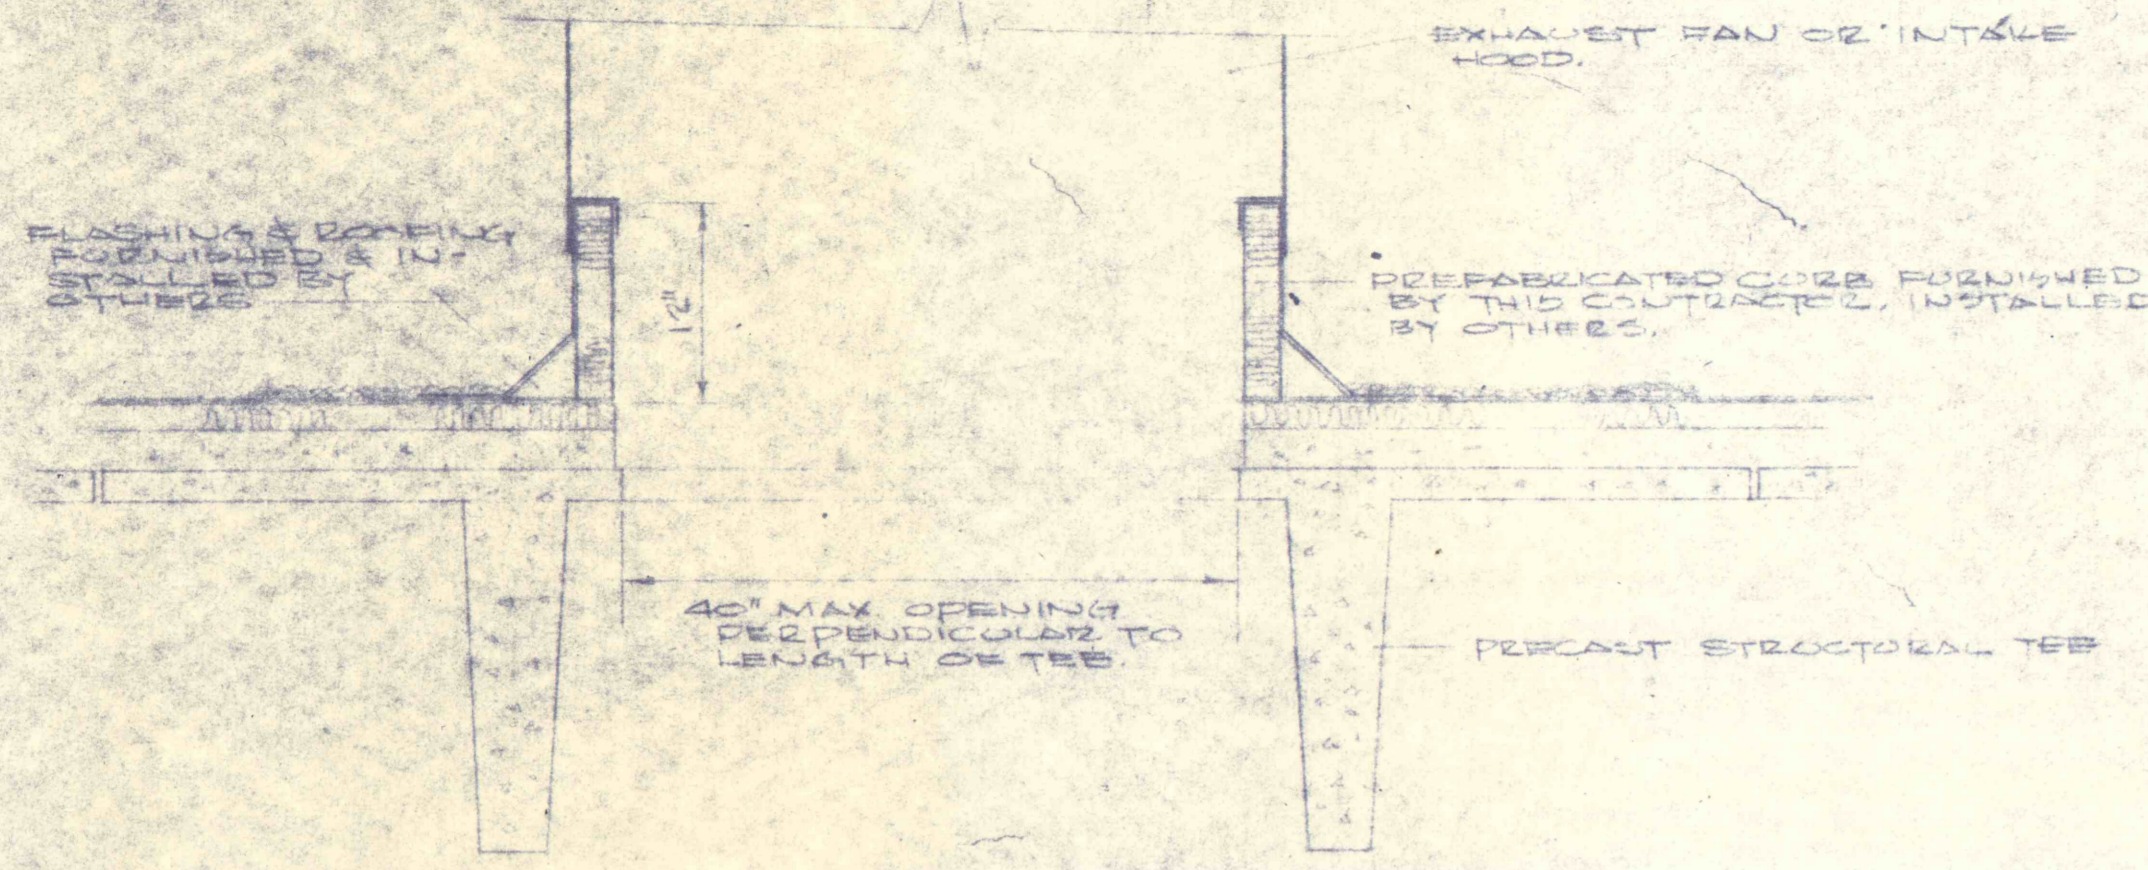 EXHAUST FAN OR INTAKE
HOOD.
FLASHING & ROOFING
FURNISHED & IN-
STALLED BY
OTHERS
12"
PREFABRICATED CURB FURNISHED
BY THIS CONTRACTOR, INSTALLED
BY OTHERS.
40" MAX. OPENING
PERPENDICULAR TO
LENGTH OF TEE.
PRECAST STRUCTURAL TEE